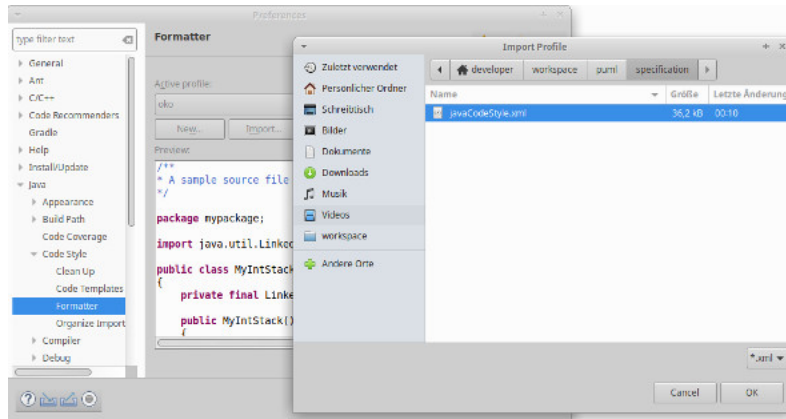 Preferences
type filter text
General
Ant
C/C++
Code Recommenders
Gradle
Help
Install/Update
Java
Appearance
Build Path
Code Coverage
Code Style
Clean Up
Code Templates
Formatter
Organize Import
Compiler
Debug
Formatter
Active profile:
oko
New...
Import...
Preview:
/**
* A sample source file
*/
package mypackage;
import java.util.Linked
public class MyIntStack
{
private final Linke
public MyIntStack()
{
Import Profile
Zuletzt verwendet
Persönlicher Ordner
Schreibtisch
Bilder
Dokumente
Downloads
Musik
Videos
workspace
Andere Orte
developer workspace puml specification
Name Größe Letzte Änderung
javaCodeStyle.xml 36,2 kB 00:10
*.xml
Cancel OK